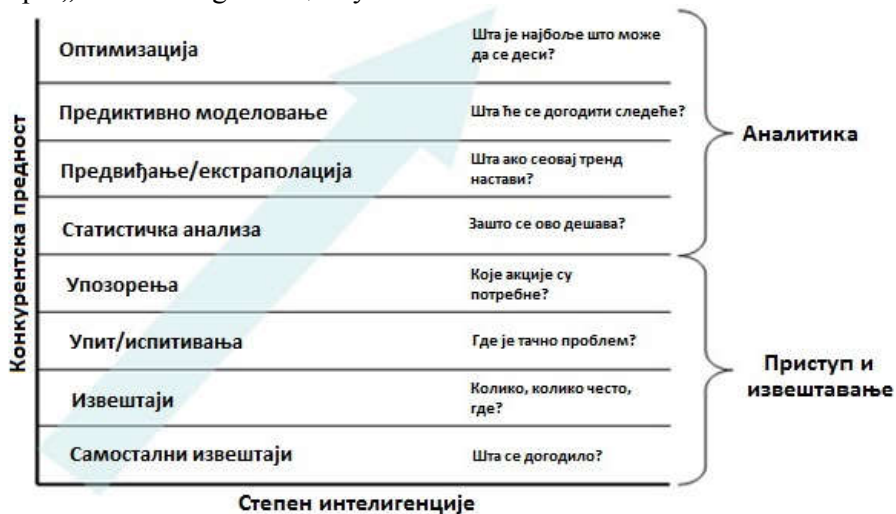 Оптимизација
Шта је најбоље што може
да се деси?
Предиктивно моделовање
Шта ће се догодити следеће?
Предвиђање/екстраполација
Шта ако сеовај тренд
настави?
Статистичка анализа
Зашто се ово дешава?
Аналитика
Упозорења
Које акције су
потребне?
Упит/испитивања
Где је тачно проблем?
Извештаји
Колико, колико често,
где?
Самостални извештаји
Шта се догодило?
Приступ и
извештавање
Конкурентска предност
Степен интелигенције